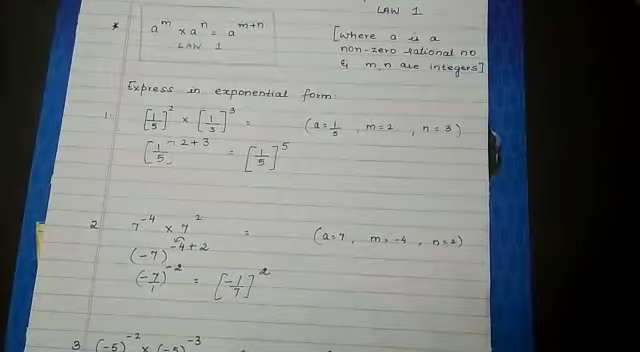 LAW 1
* a^m × a^n = a^(m+n) [where a is a
LAW 1 non-zero rational no
& m, n are integers]
Express in exponential form:
1. [1/5]^2 × [1/5]^3 = (a = 1/5, m = 2, n = 3)
[1/5]^(2+3) = [1/5]^5
2. 7^-4 × 7^2 = (a = 7, m = -4, n = 2)
(-7)^(-4+2)
(-7/1)^-2 = [-1/7]^2
3. (-5)^-2 × (-5)^-3